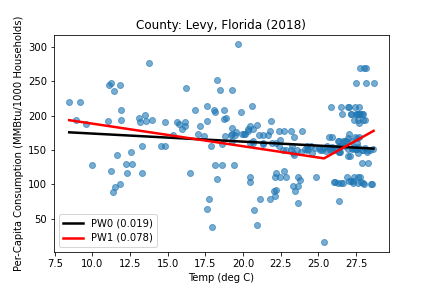 County: Levy, Florida (2018)
Per-Capita Consumption (MMBtu/1000 Households)
300
250
200
150
100
50
PW0 (0.019)
PW1 (0.078)
7.5 10.0 12.5 15.0 17.5 20.0 22.5 25.0 27.5
Temp (deg C)